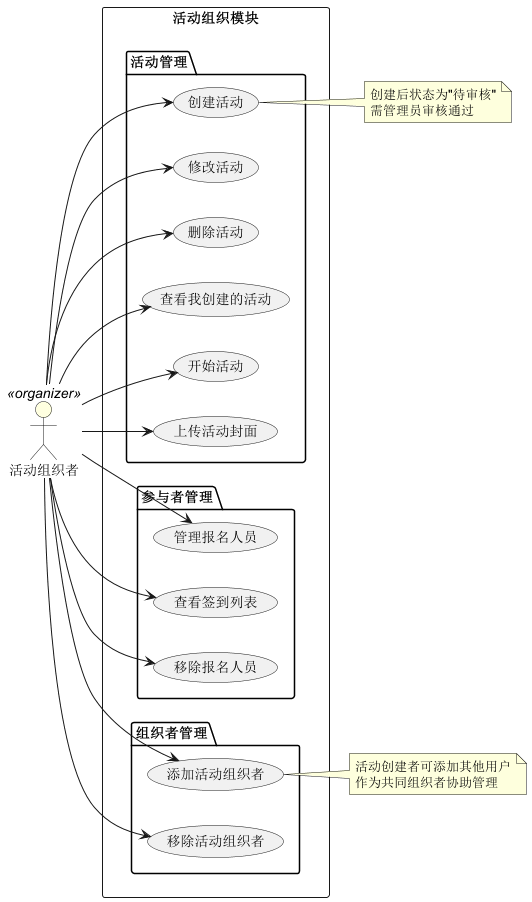 活动组织模块
活动管理
创建活动
创建后状态为"待审核"
需管理员审核通过
修改活动
删除活动
查看我创建的活动
开始活动
上传活动封面
«organizer»
活动组织者
参与者管理
管理报名人员
查看签到列表
移除报名人员
组织者管理
添加活动组织者
活动创建者可添加其他用户
作为共同组织者协助管理
移除活动组织者